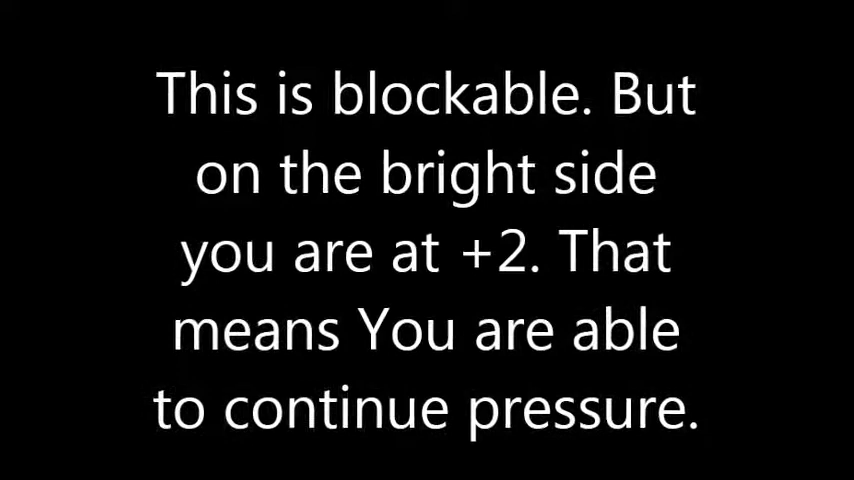 This is blockable. But
on the bright side
you are at +2. That
means You are able
to continue pressure.